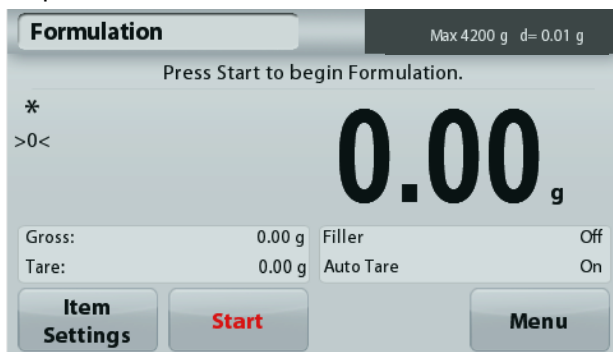 Formulation
Max 4200 g d= 0.01 g
Press Start to begin Formulation.
*
>0<
0.00 g
Gross: 0.00 g Filler Off
Tare: 0.00 g Auto Tare On
Item Settings
Start
Menu